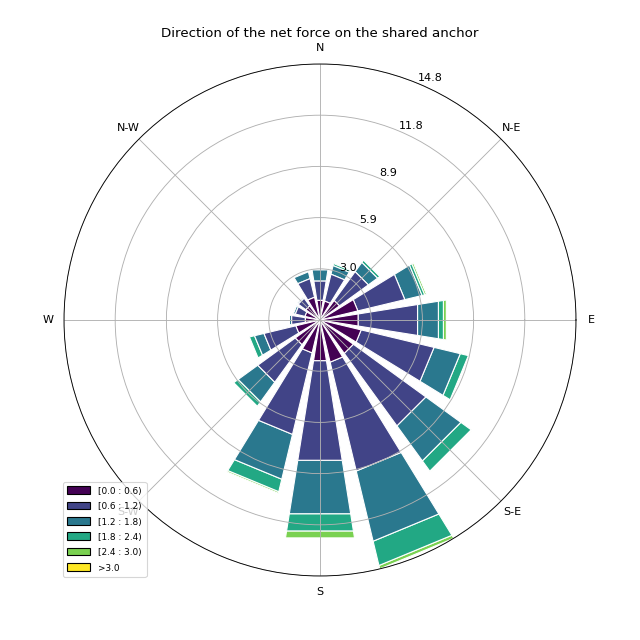 Direction of the net force on the shared anchor
N
14.8
N-W
N-E
11.8
8.9
5.9
3.0
W
E
[0.0 : 0.6)
[0.6 : 1.2)
S-W
S-E
[1.2 : 1.8)
[1.8 : 2.4)
[2.4 : 3.0)
>3.0
S